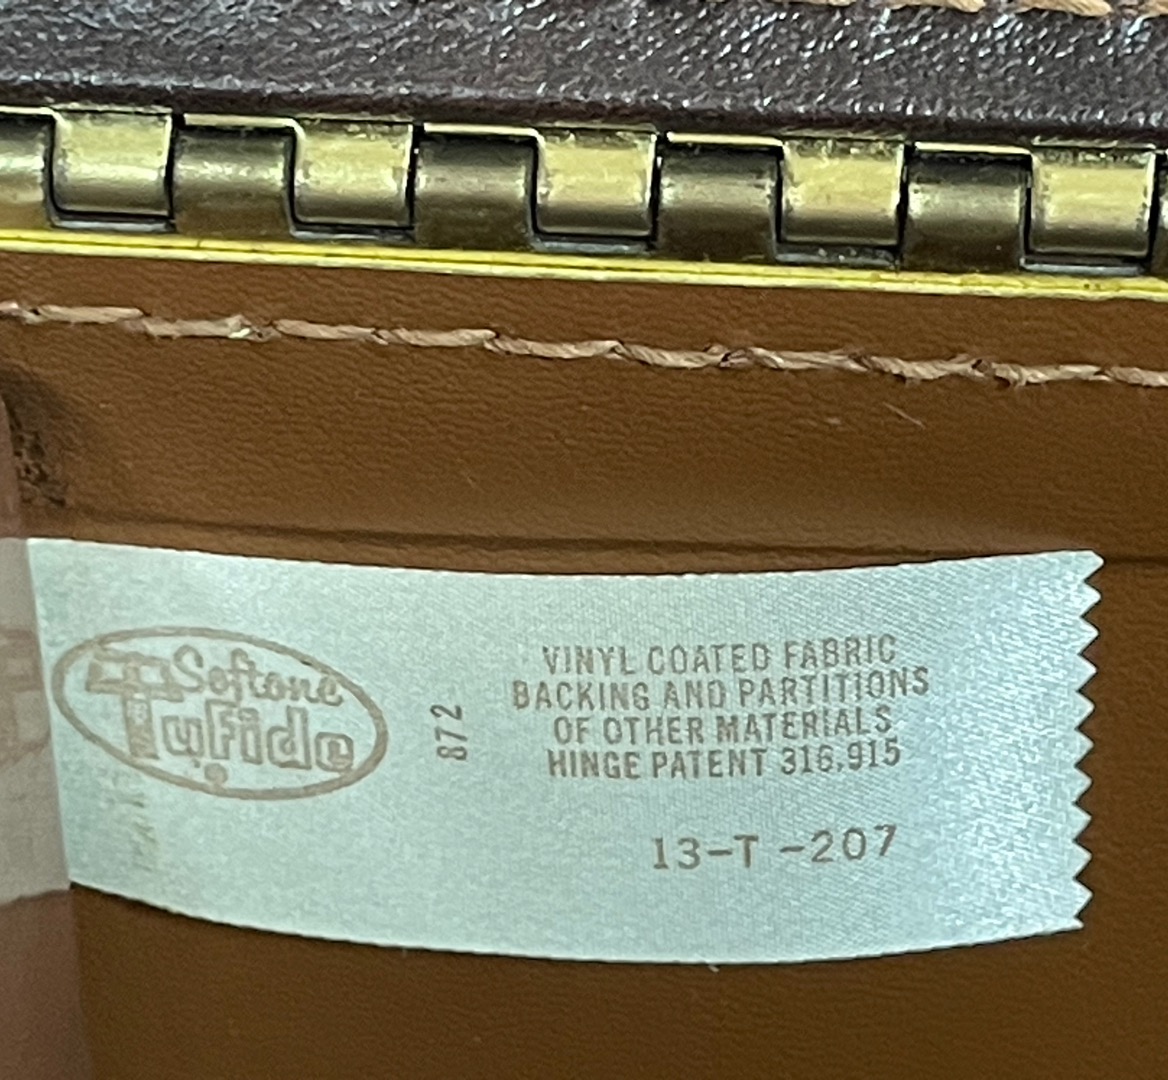 Softone
Tufide
®
872
VINYL COATED FABRIC
BACKING AND PARTITIONS
OF OTHER MATERIALS
HINGE PATENT 316,915
13-T -207